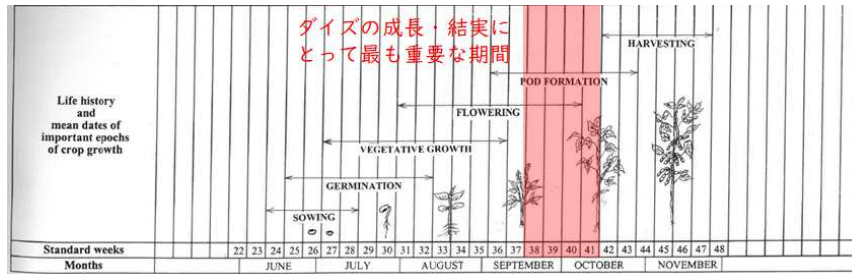 ダイズの成長・結実に
とって最も重要な期間
HARVESTING
POD FORMATION
FLOWERING
VEGETATIVE GROWTH
GERMINATION
SOWING
Life history
and
mean dates of
important epochs
of crop growth
Standard weeks 22 23 24 25 26 27 28 29 30 31 32 33 34 35 36 37 38 39 40 41 42 43 44 45 46 47 48
Months JUNE JULY AUGUST SEPTEMBER OCTOBER NOVEMBER